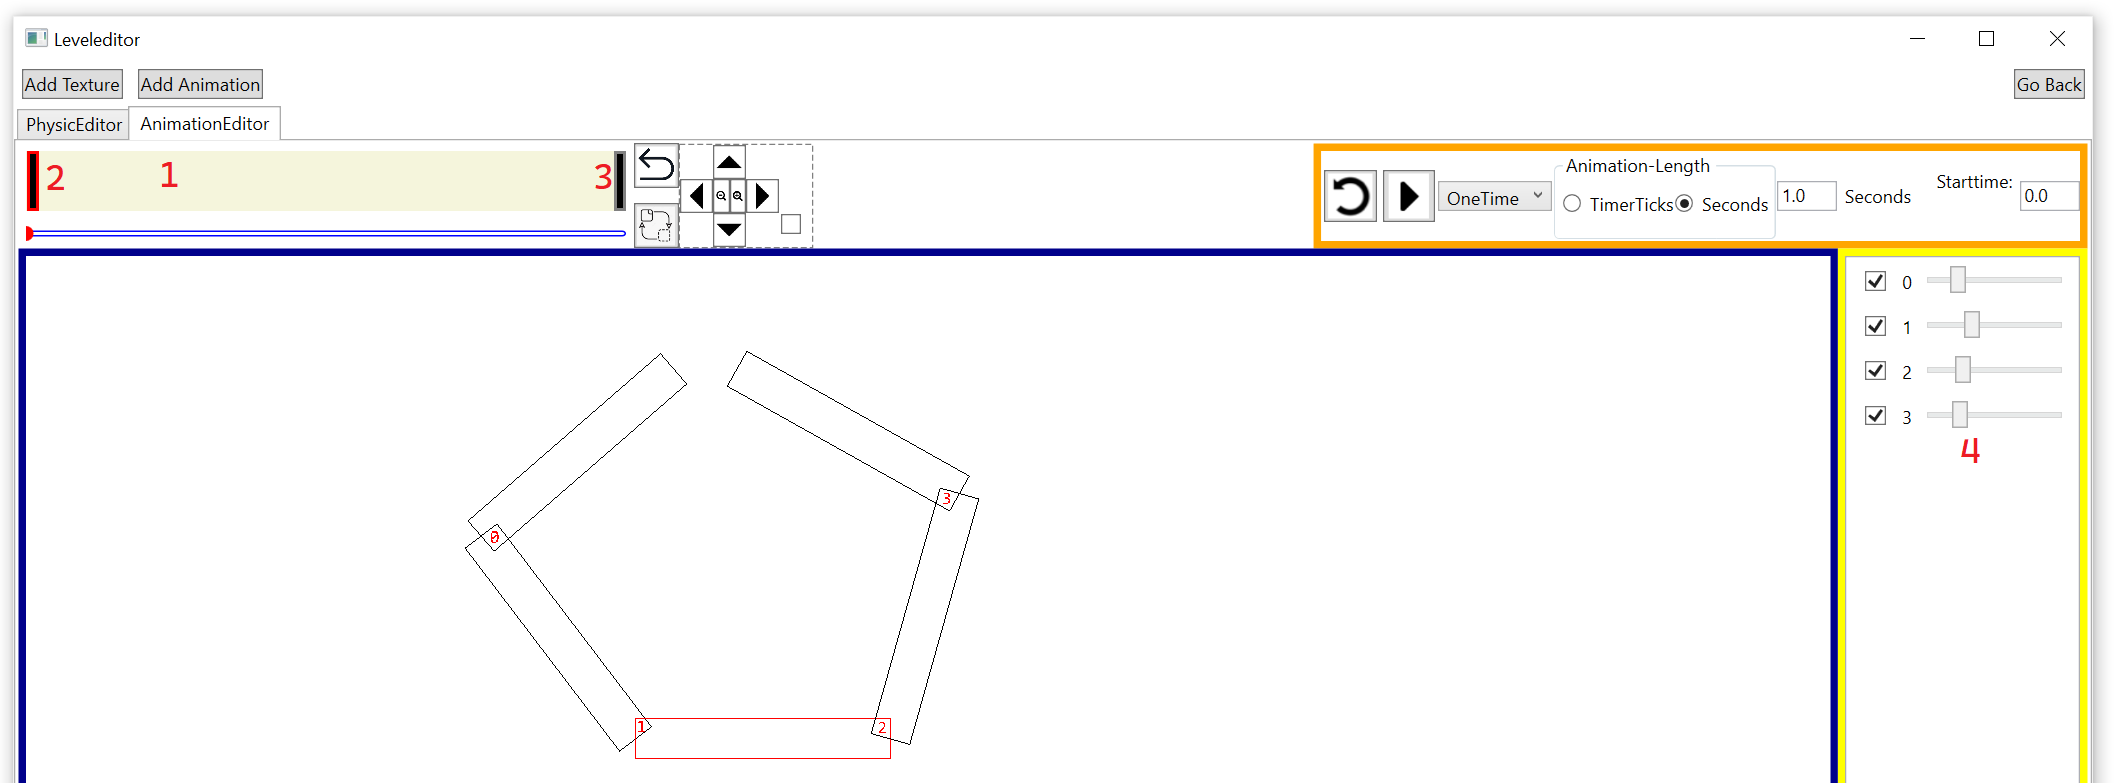 Leveleditor
Add Texture Add Animation Go Back
PhysicEditor AnimationEditor
2 1 3
Animation-Length
OneTime TimerTicks Seconds 1.0 Seconds Starttime: 0.0
0
1
2
3
4
3
0
1 2